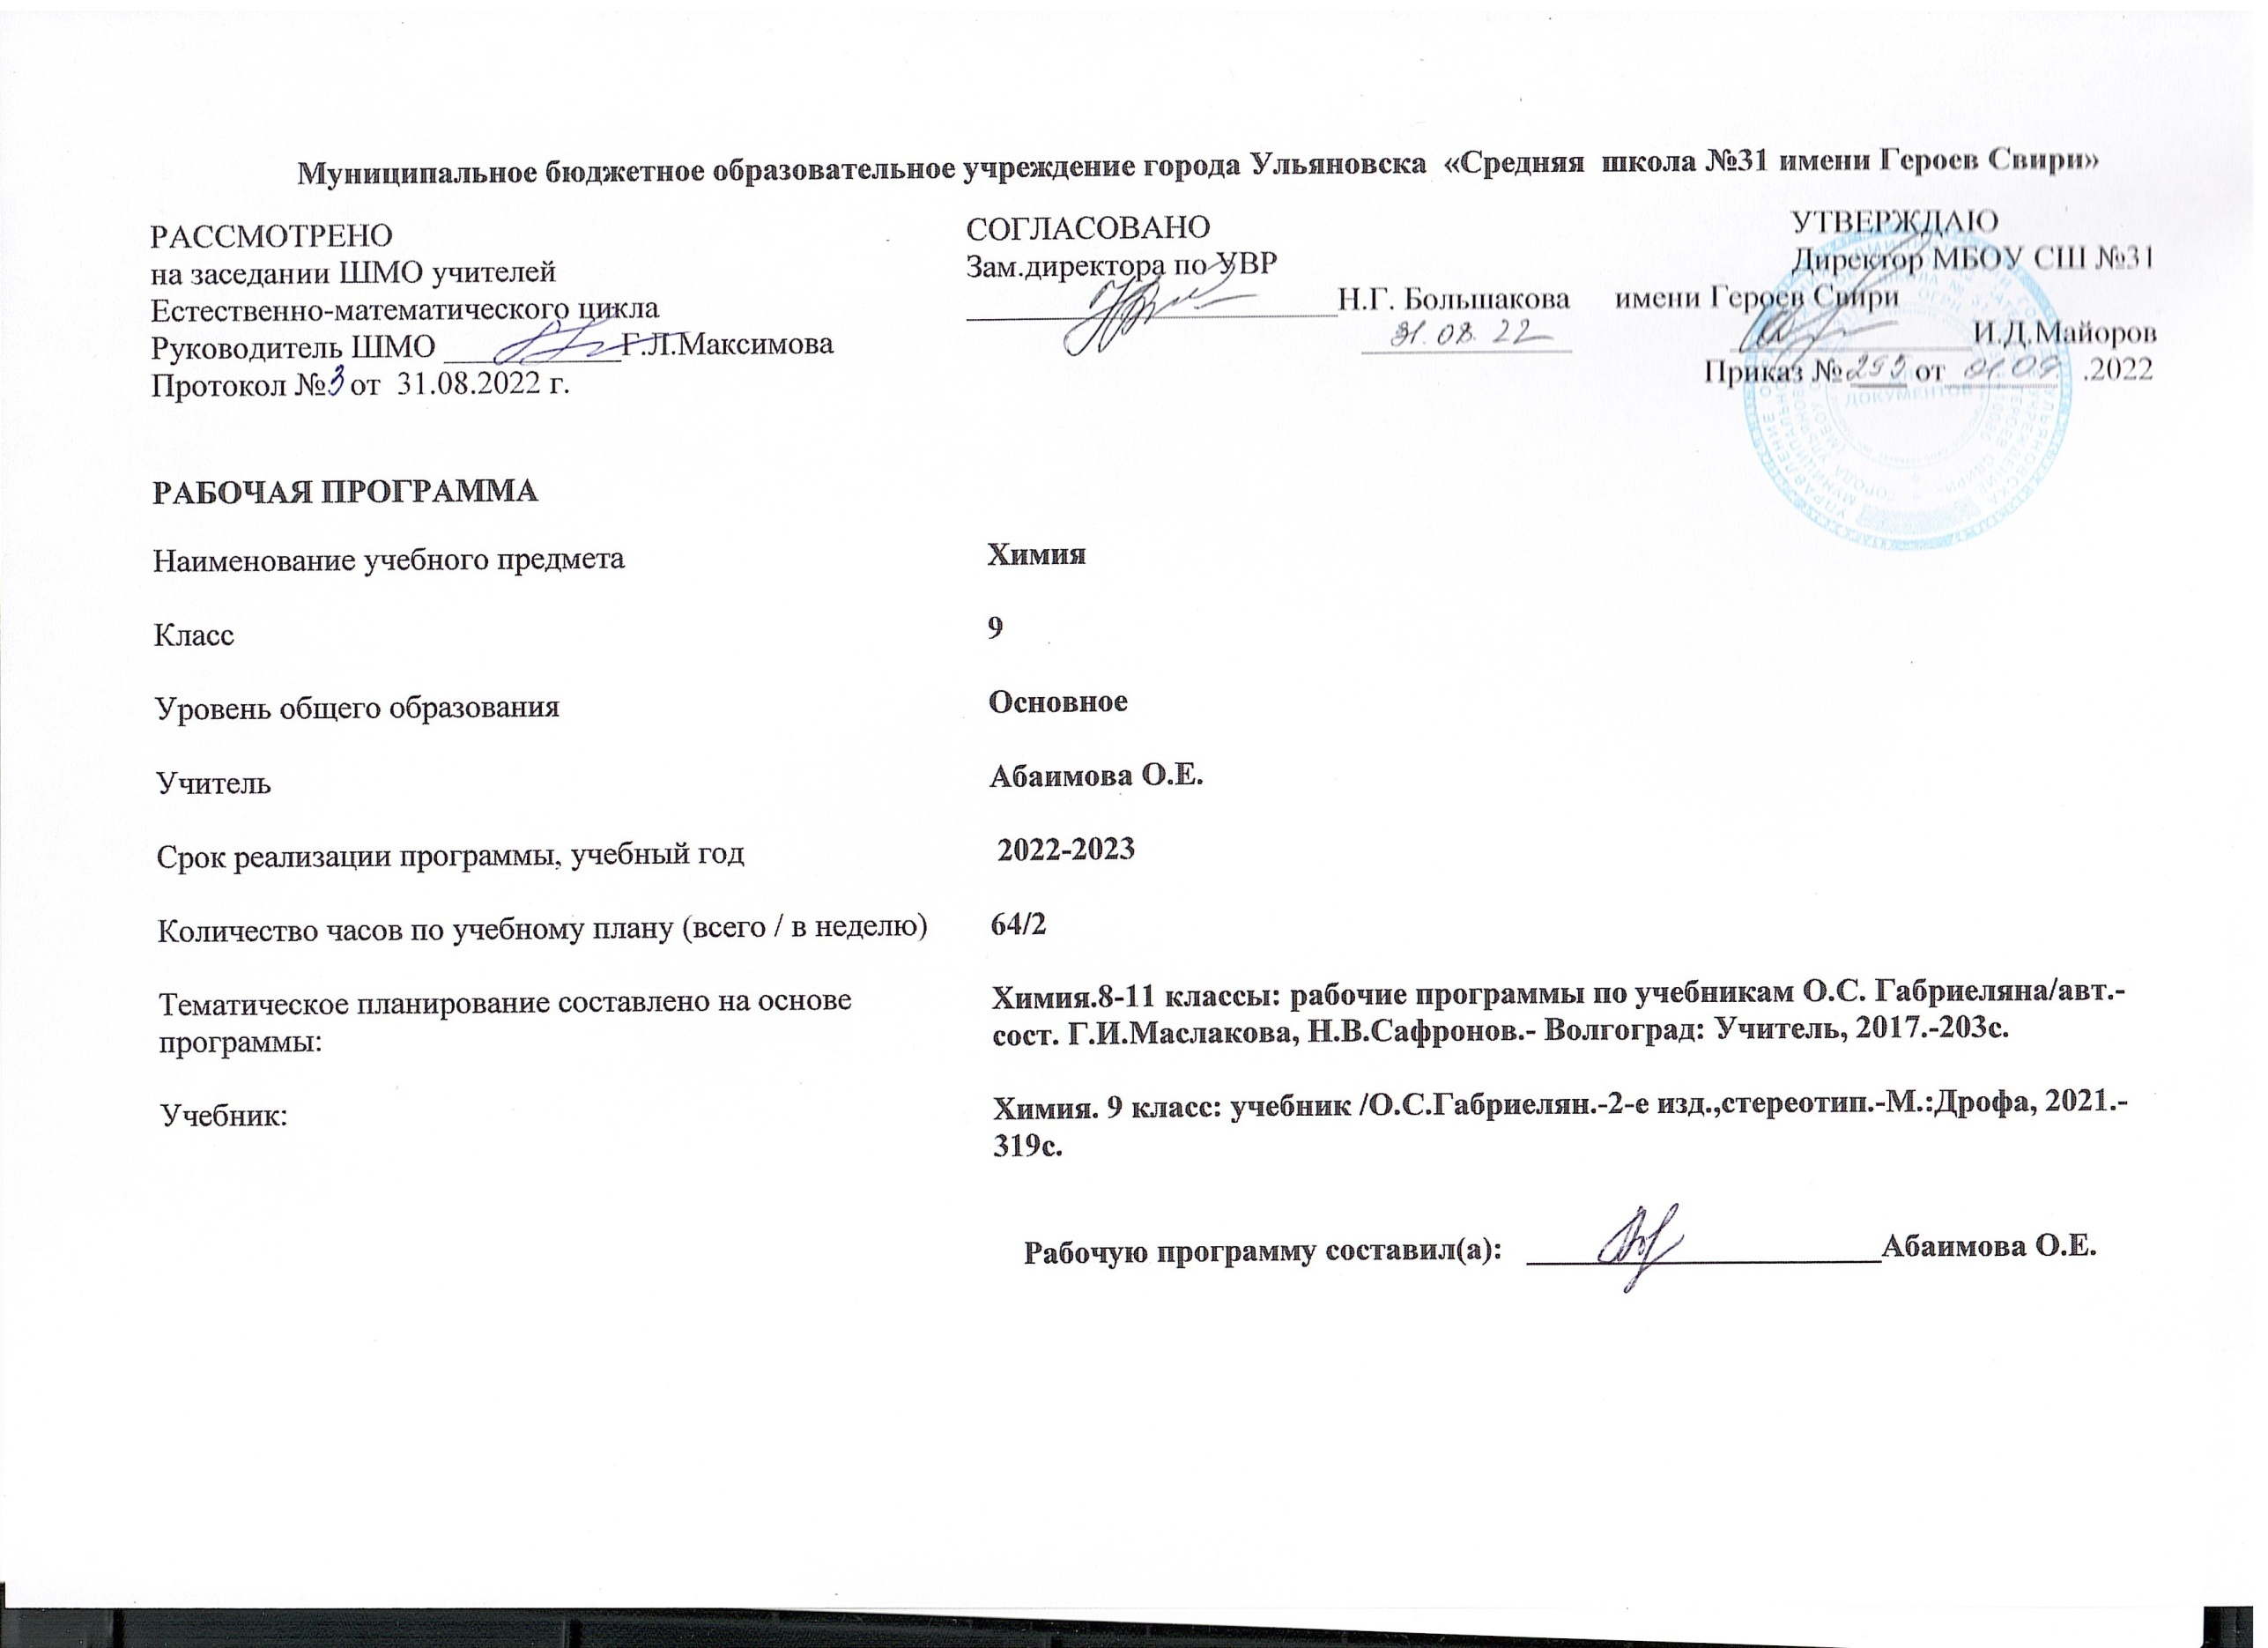 Муниципальное бюджетное образовательное учреждение города Ульяновска «Средняя школа №31 имени Героев Свири»
РАССМОТРЕНО
на заседании ШМО учителей
Естественно-математического цикла
Руководитель ШМО ____________Г.Л.Максимова
Протокол №3 от 31.08.2022 г.
СОГЛАСОВАНО
Зам.директора по УВР
_______________________Н.Г. Большакова
31.08.22
УТВЕРЖДАЮ
Директор МБОУ СШ №31
имени Героев Свири
_______________И.Д.Майоров
Приказ № от 01.09 .2022
ДОКУМЕНТОВ
РАБОЧАЯ ПРОГРАММА
Наименование учебного предмета Химия
Класс 9
Уровень общего образования Основное
Учитель Абаимова О.Е.
Срок реализации программы, учебный год 2022-2023
Количество часов по учебному плану (всего / в неделю) 64/2
Тематическое планирование составлено на основе
программы:
Химия.8-11 классы: рабочие программы по учебникам О.С. Габриеляна/авт.-
сост. Г.И.Маслакова, Н.В.Сафронов.- Волгоград: Учитель, 2017.-203с.
Учебник:
Химия. 9 класс: учебник /О.С.Габриелян.-2-е изд.,стереотип.-М.:Дрофа, 2021.-
319с.
Рабочую программу составил(а): ______________________Абаимова О.Е.